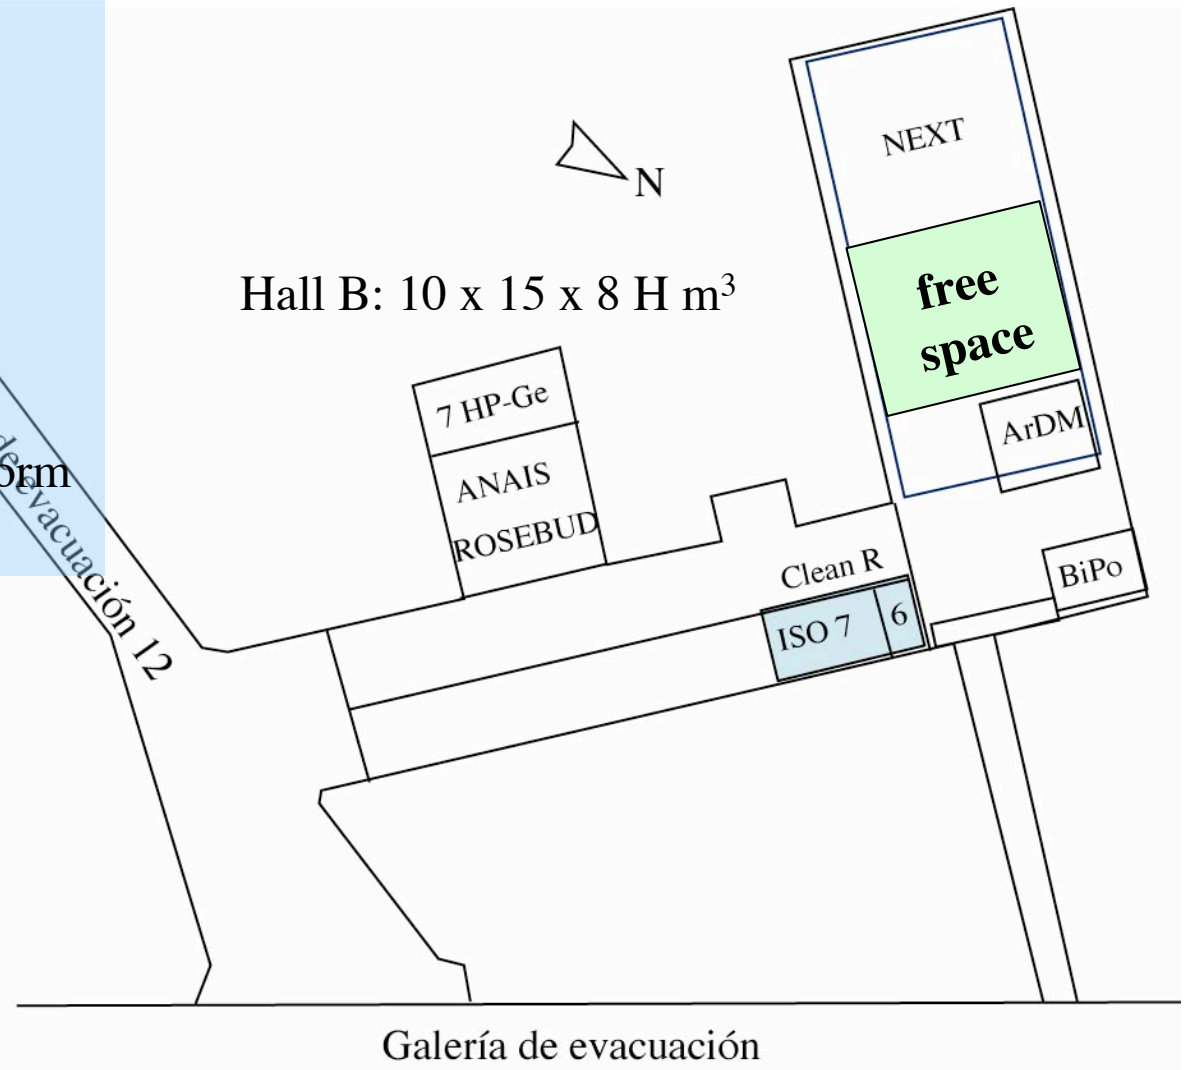 NEXT
N
free
space
Hall B: 10 x 15 x 8 H m³
7 HP-Ge
ANAIS
ROSEBUD
ArDM
de evacuación 12
Clean R
ISO 7 6
BiPo
Galería de evacuación